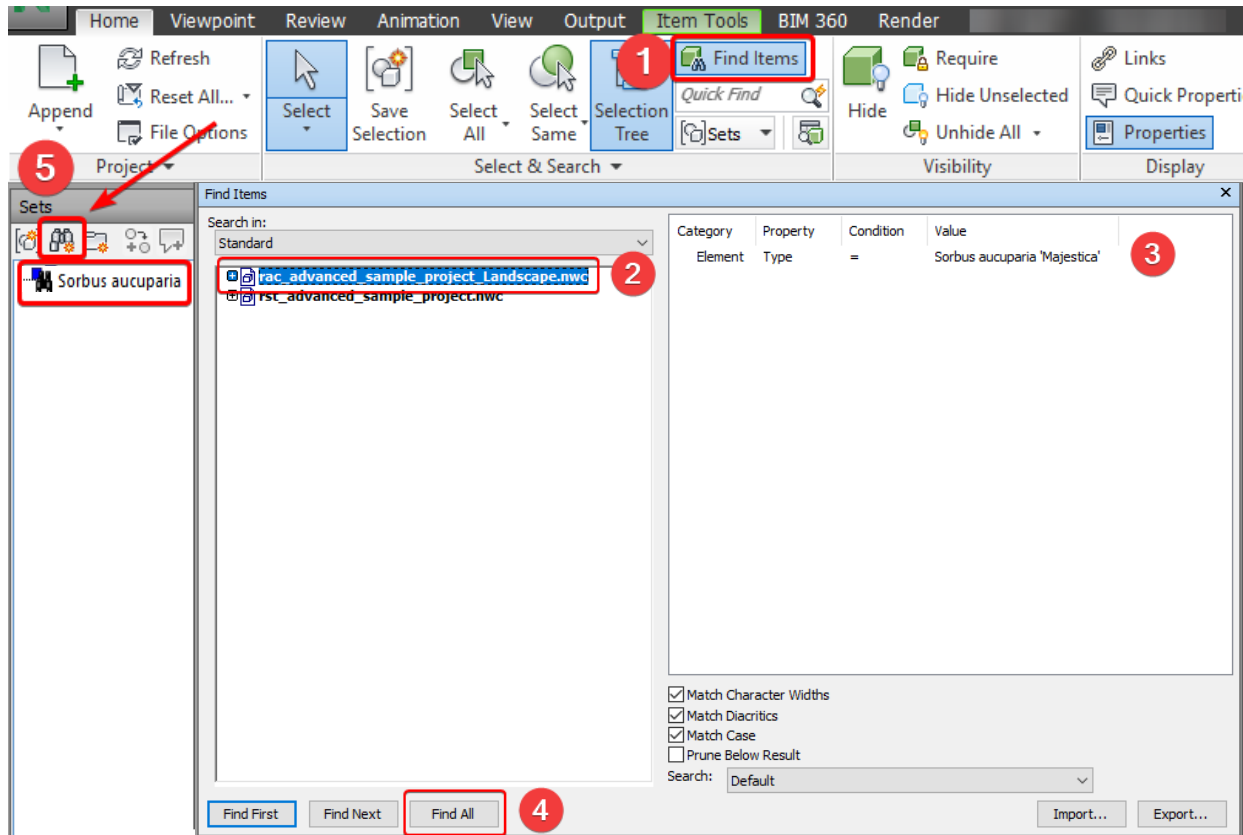 Home Viewpoint Review Animation View Output Item Tools BIM 360 Render
Append
Refresh
Reset All...
File Options
Project
Select
Save Selection
Select All
Select Same
Selection Tree
1
Find Items
Quick Find
Sets
Select & Search
Hide
Require
Hide Unselected
Unhide All
Visibility
Links
Quick Properti
Properties
Display
5
Sets
Sorbus aucuparia
Find Items
Search in:
Standard
rac_advanced_sample_project_Landscape.nwc
rst_advanced_sample_project.nwc
2
Category Property Condition Value
Element Type = Sorbus aucuparia 'Majestica'
3
Match Character Widths
Match Diacritics
Match Case
Prune Below Result
Search: Default
Find First Find Next Find All
4
Import... Export...